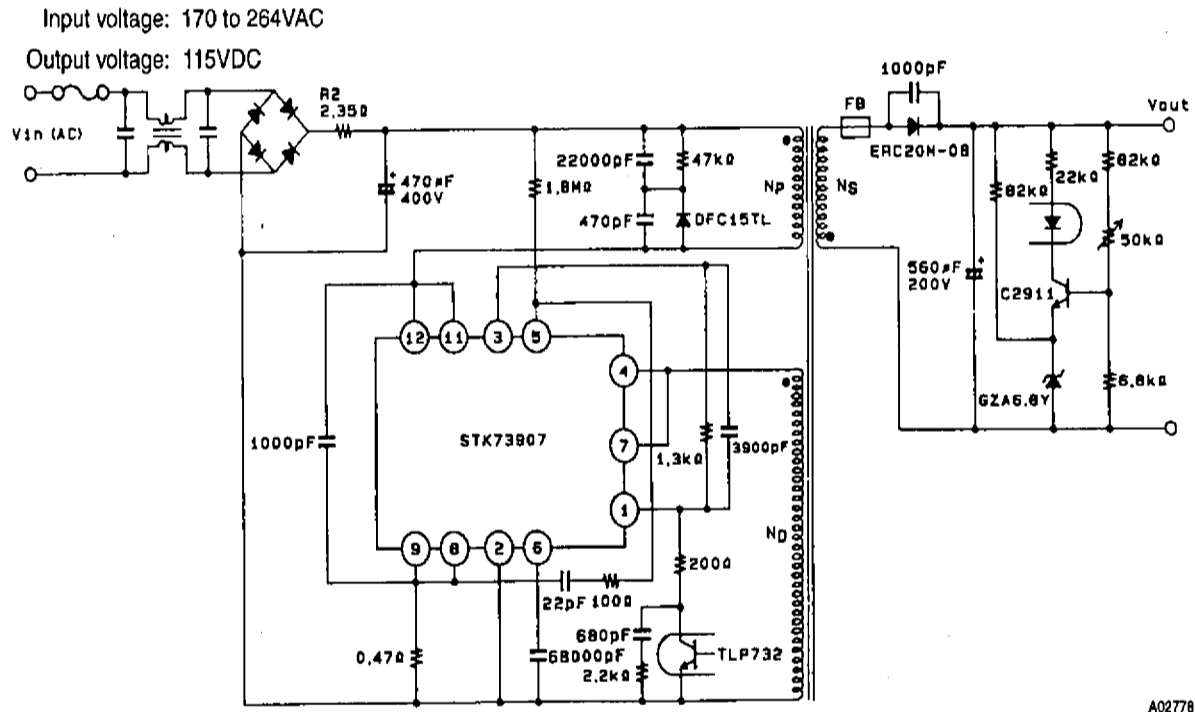 Input voltage: 170 to 264VAC
Output voltage: 115VDC
Vin (AC)
R2
2.35Ω
470µF
400V
1.8MΩ
22000pF
47kΩ
470pF
DFC15TL
NP
NS
FB
1000pF
ERC20M-08
Vout
82kΩ
22kΩ
82kΩ
50kΩ
560µF
200V
C2911
GZA6.8Y
6.8kΩ
12
11
3
5
4
7
1
9
8
2
6
STK73907
1000pF
1.3kΩ
3900pF
ND
200Ω
22pF
100Ω
0.47Ω
68000pF
680pF
2.2kΩ
TLP732
A02778